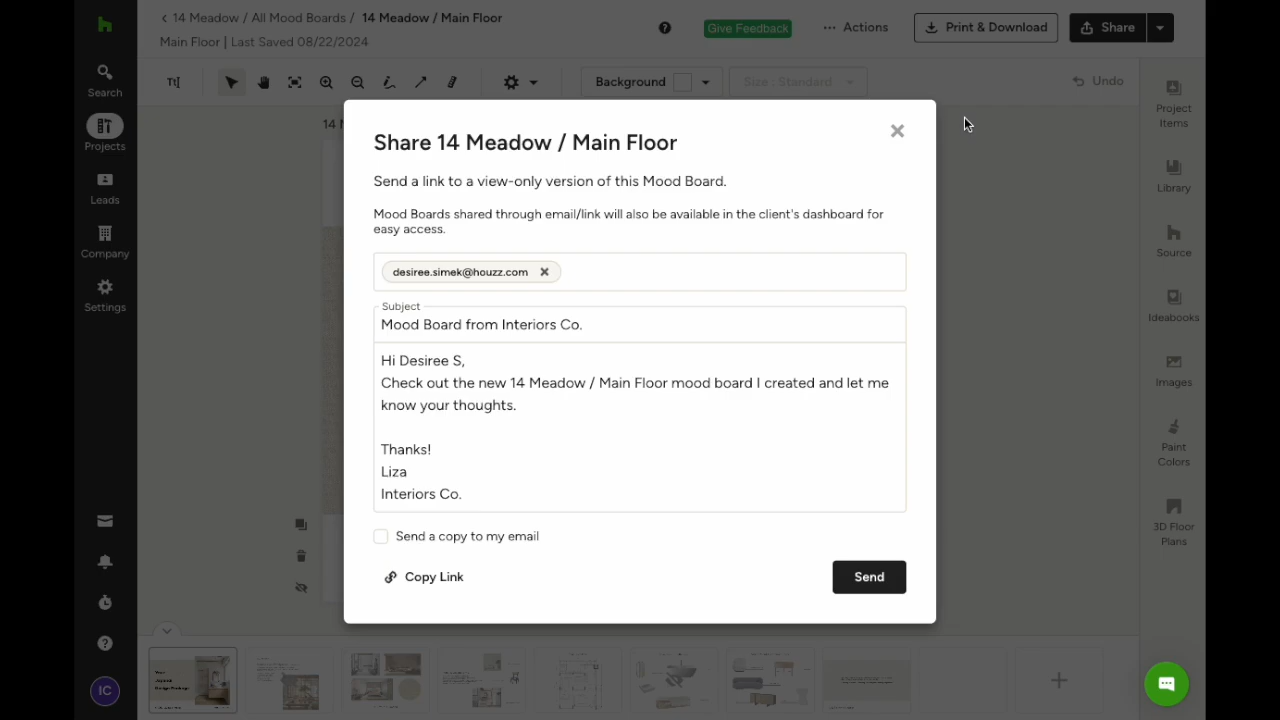 14 Meadow / All Mood Boards / 14 Meadow / Main Floor
Main Floor | Last Saved 08/22/2024
Give Feedback
Actions
Print & Download
Share
Search
Projects
Leads
Company
Settings
IC
Tt
Background
Size : Standard
Undo
14 M
Share 14 Meadow / Main Floor
Send a link to a view-only version of this Mood Board.
Mood Boards shared through email/link will also be available in the client's dashboard for
easy access.
desiree.simek@houzz.com
Subject
Mood Board from Interiors Co.
Hi Desiree S,
Check out the new 14 Meadow / Main Floor mood board I created and let me
know your thoughts.
Thanks!
Liza
Interiors Co.
Send a copy to my email
Copy Link
Send
Project
Items
Library
Source
Ideabooks
Images
Paint
Colors
3D Floor
Plans